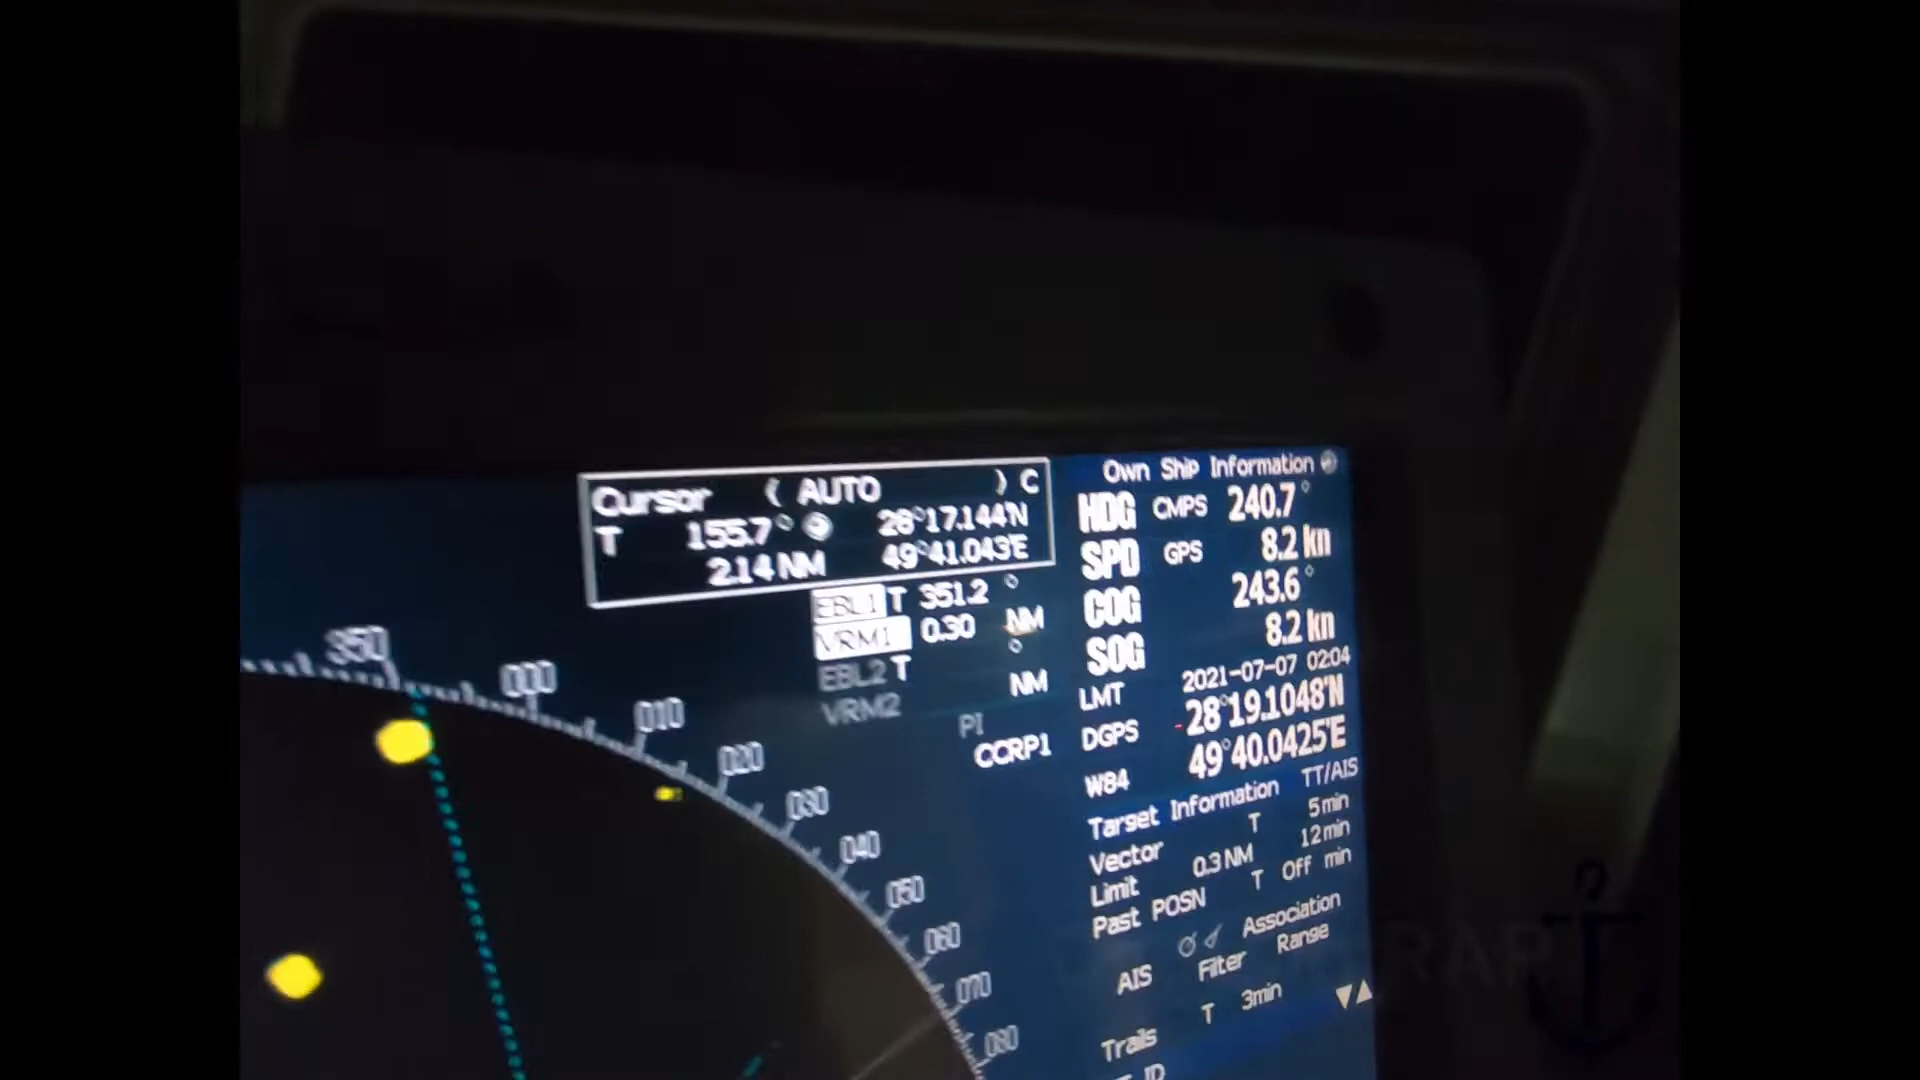 Cursor ( AUTO ) C
T 155.7° 28°17.144'N
2.14 NM 49°41.043'E
EBL1 T 351.2 °
VRM1 0.30 NM
EBL2 T °
VRM2 NM
PI
CCRP1
350
000
010
020
030
040
050
060
070
080
Own Ship Information
HDG CMPS 240.7°
SPD GPS 8.2 kn
COG 243.6°
SOG 8.2 kn
2021-07-07 02:04
LMT
DGPS 28°19.1048'N
49°40.0425'E
W84
Target Information TT/AIS
Vector T 5min
Limit 0.3 NM 12min
Past POSN T Off min
Association
AIS Filter Range
Trails T 3min